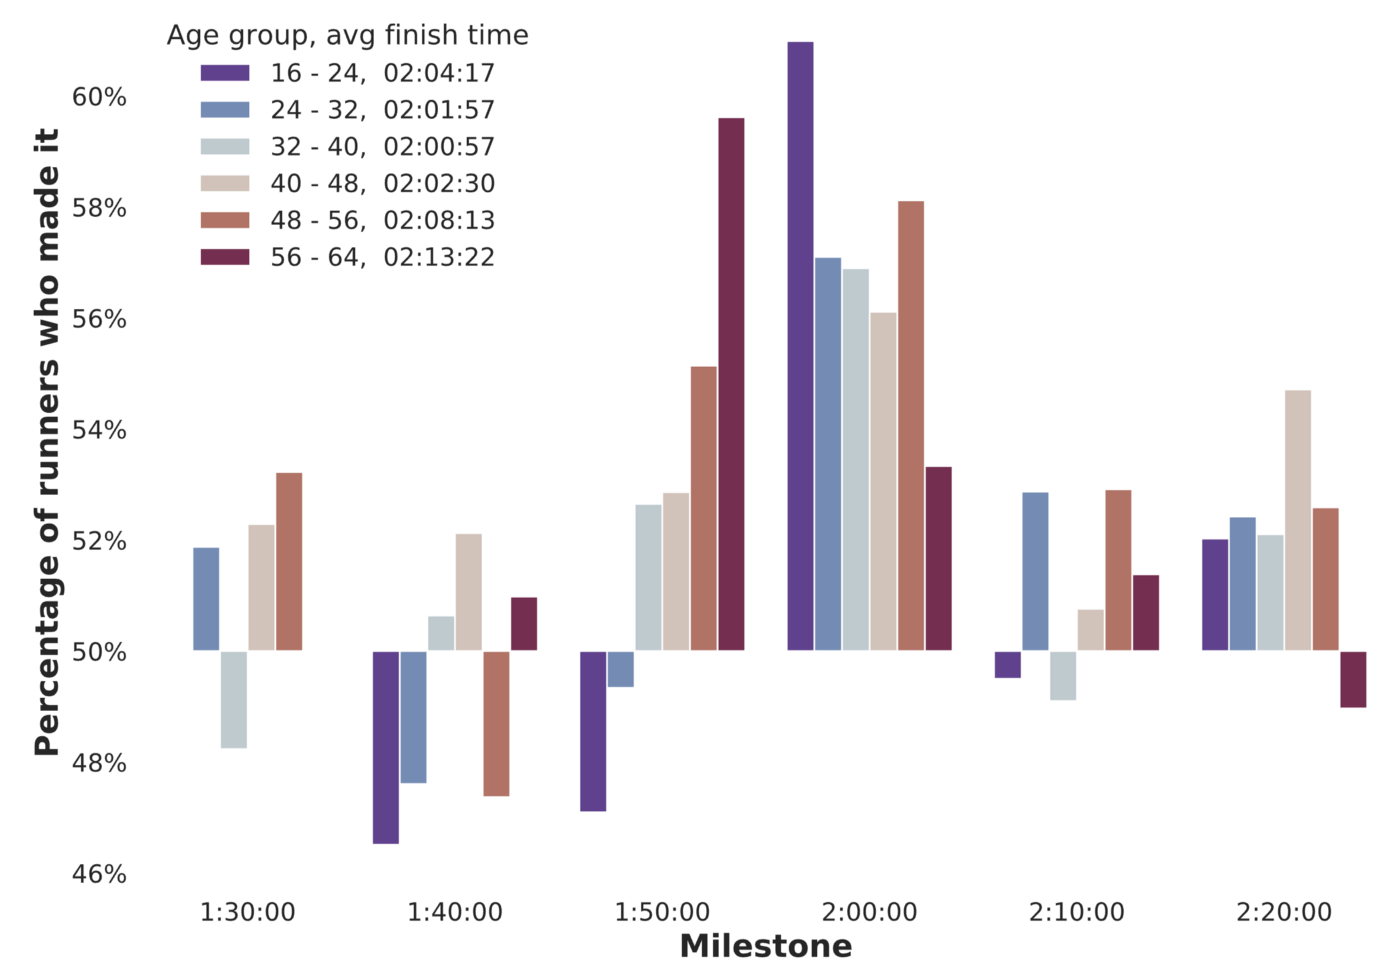 Age group, avg finish time
16 - 24, 02:04:17
24 - 32, 02:01:57
32 - 40, 02:00:57
40 - 48, 02:02:30
48 - 56, 02:08:13
56 - 64, 02:13:22
Percentage of runners who made it
60%
58%
56%
54%
52%
50%
48%
46%
1:30:00 1:40:00 1:50:00 2:00:00 2:10:00 2:20:00
Milestone